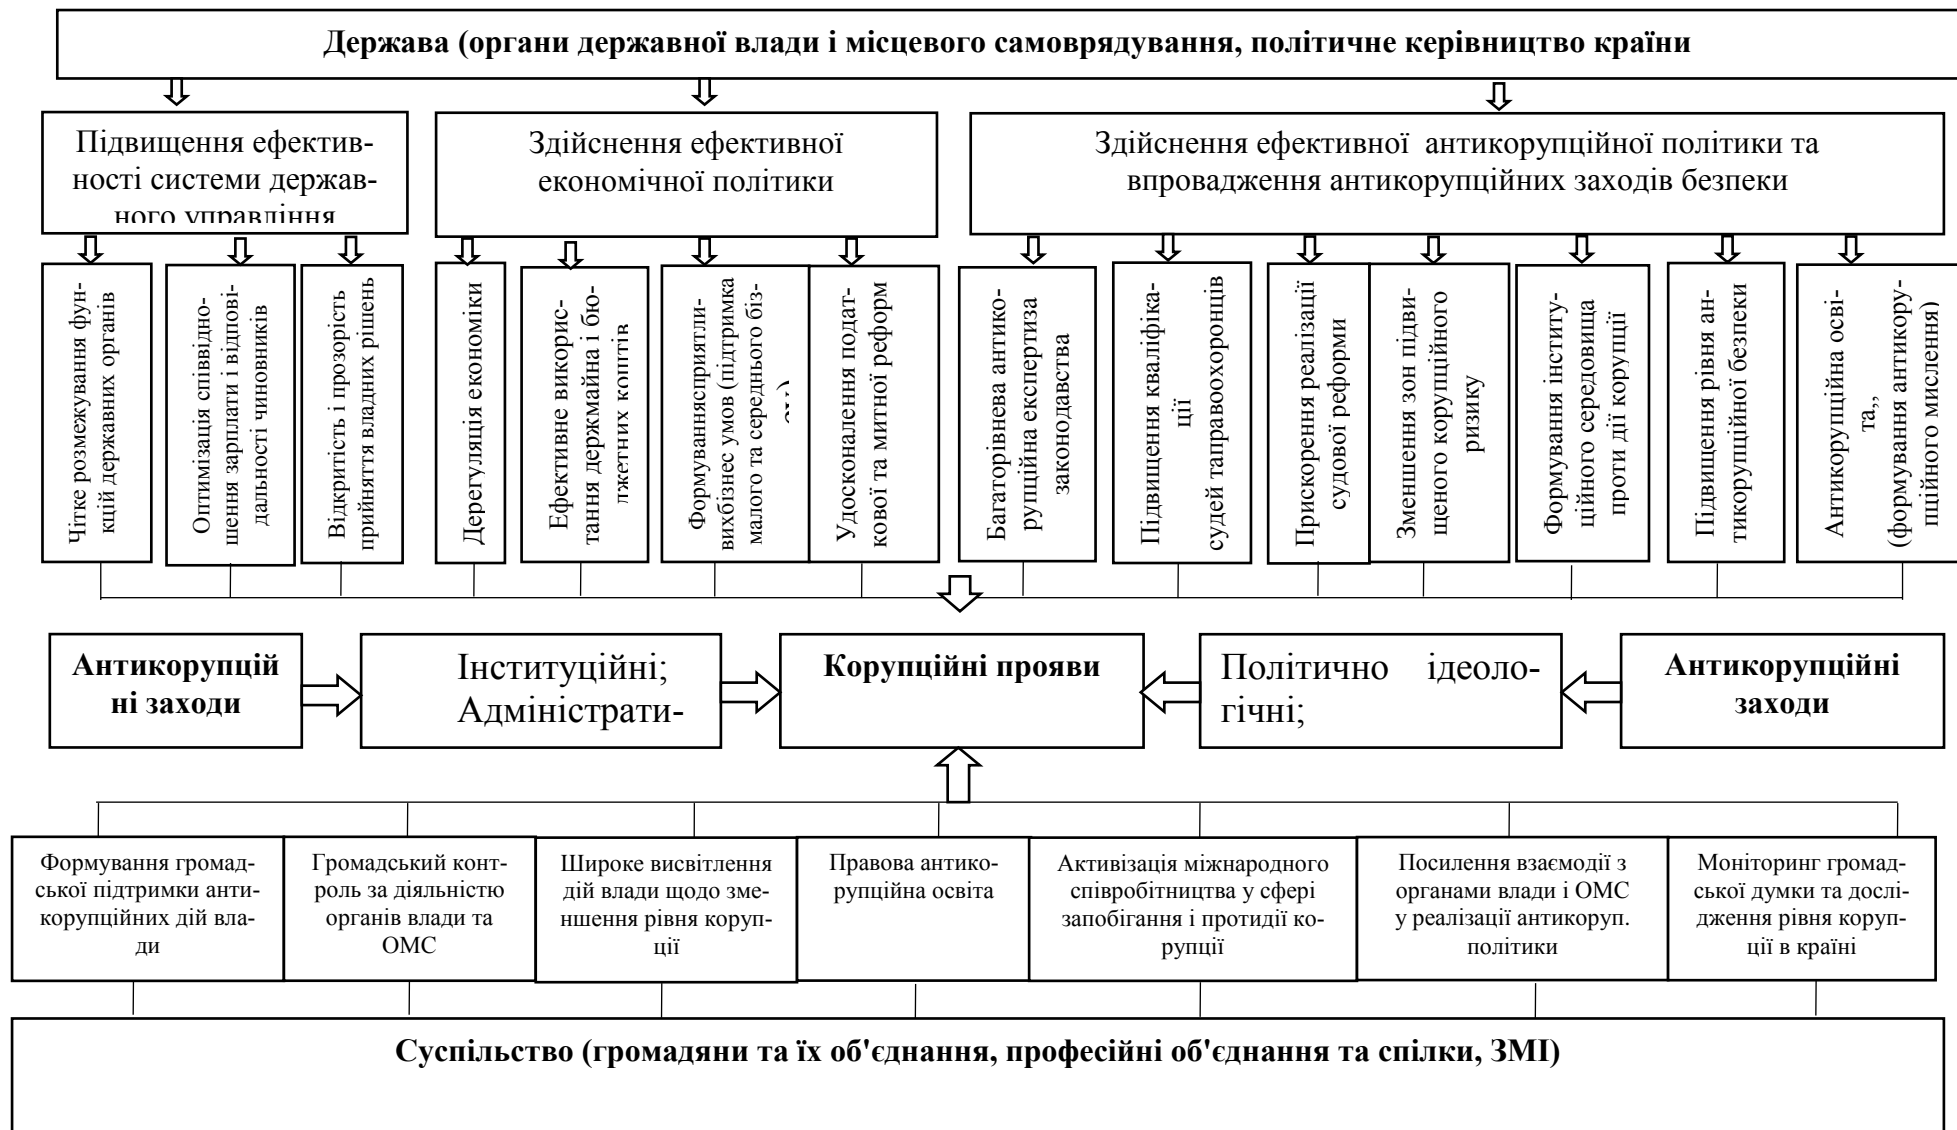 Держава (органи державної влади і місцевого самоврядування, політичне керівництво країни
Підвищення ефектив-
ності системи держав-
ного управління
Здійснення ефективної
економічної політики
Здійснення ефективної антикорупційної політики та
впровадження антикорупційних заходів безпеки
Чітке розмежування фун-
кцій державних органів
Оптимізація співвідно-
шення зарплати і відпові-
дальності чиновників
Відкритість і прозорість
прийняття владних рішень
Дерегуляція економіки
Ефективне викорис-
тання держмайна і бю-
джетних коштів
Формуванясприятли-
вихбізнес умов (підтримка
малого та середнього біз-
Удосконалення подат-
кової та митної реформ
Багаторівнева антико-
рупційна експертиза
законодавства
Підвищення кваліфіка-
ції
судей таправоохоронців
Прискорення реалізації
судової реформи
Зменшення зон підви-
щеного корупційного
ризику
Формування інститу-
ційного середовища
проти дії корупції
Підвищення рівня ан-
тикорупційної безпеки
Антикорупційна осві-
та,,
(формування антикору-
пційного мислення)
Антикорупцій
ні заходи
Інституційні;
Адміністрати-
Корупційні прояви
Політично ідеоло-
гічні;
Антикорупційні
заходи
Формування громад-
ської підтримки анти-
корупційних дій вла-
ди
Громадський конт-
роль за діяльністю
органів влади та
ОМС
Широке висвітлення
дій влади щодо зме-
ншення рівня коруп-
ції
Правова антико-
рупційна освіта
Активізація міжнародного
співробітництва у сфері
запобігання і протидії ко-
рупції
Посилення взаємодії з
органами влади і ОМС
у реалізації антикоруп.
політики
Моніторинг громад-
ської думки та дослі-
дження рівня коруп-
ції в країні
Суспільство (громадяни та їх об'єднання, професійні об'єднання та спілки, ЗМІ)